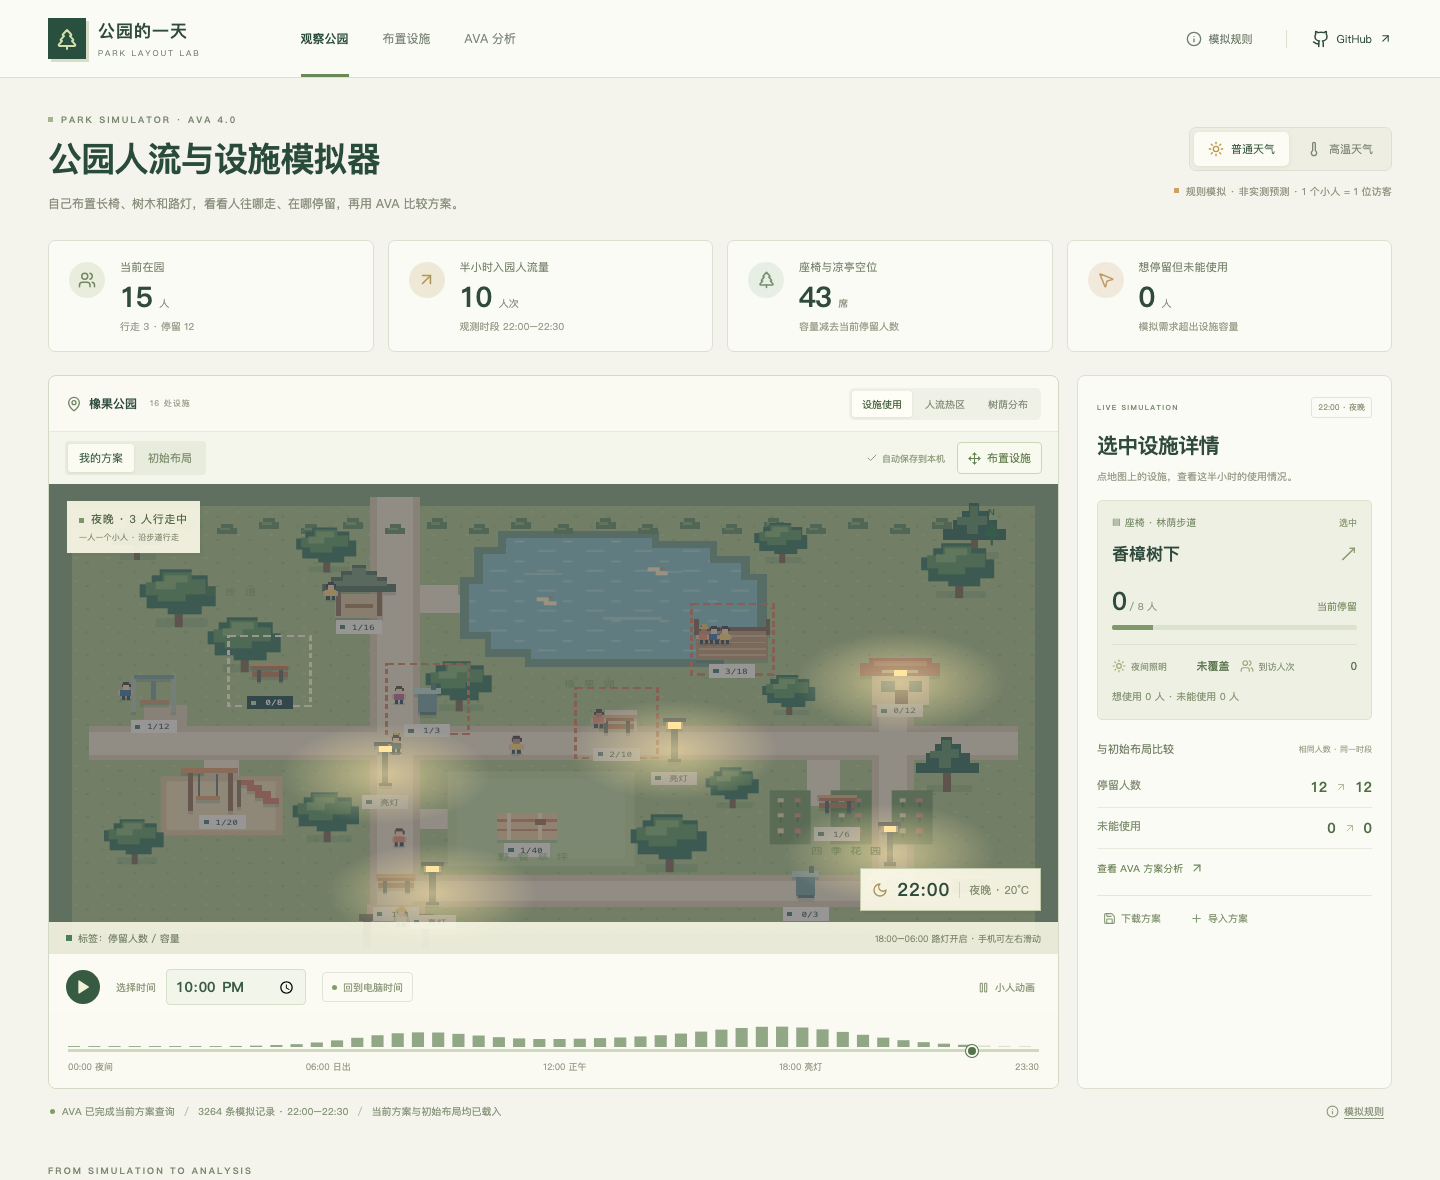 公园的一天
PARK LAYOUT LAB
观察公园
布置设施
AVA 分析
模拟规则
GitHub
PARK SIMULATOR · AVA 4.0
公园人流与设施模拟器
自己布置长椅、树木和路灯，看看人往哪走、在哪停留，再用 AVA 比较方案。
普通天气
高温天气
规则模拟 · 非实测预测 · 1 个小人 = 1 位访客
当前在园
15 人
行走 3 · 停留 12
半小时入园人流量
10 人次
观测时段 22:00—22:30
座椅与凉亭空位
43 席
容量减去当前停留人数
想停留但未能使用
0 人
模拟需求超出设施容量
橡果公园
16 处设施
设施使用
人流热区
树荫分布
我的方案
初始布局
自动保存到本机
布置设施
夜晚 · 3 人行走中
一人一个小人 · 沿步道行走
N
1/16
3/18
0/8
1/12
1/3
0/12
2/10
亮灯
亮灯
1/20
1/6
1/40
四季花园
0/3
亮灯
22:00
夜晚 · 20°C
标签：停留人数 / 容量
18:00—06:00 路灯开启 · 手机可左右滑动
选择时间
10:00 PM
回到电脑时间
小人动画
00:00 夜间
06:00 日出
12:00 正午
18:00 亮灯
23:30
LIVE SIMULATION
22:00 · 夜晚
选中设施详情
点地图上的设施，查看这半小时的使用情况。
座椅 · 林荫步道
选中
香樟树下
0 / 8 人
当前停留
夜间照明
未覆盖
到访人次
0
想使用 0 人 · 未能使用 0 人
与初始布局比较
相同人数 · 同一时段
停留人数
12
12
未能使用
0
0
查看 AVA 方案分析
下载方案
导入方案
AVA 已完成当前方案查询 / 3264 条模拟记录 · 22:00—22:30 / 当前方案与初始布局均已载入
模拟规则
FROM SIMULATION TO ANALYSIS